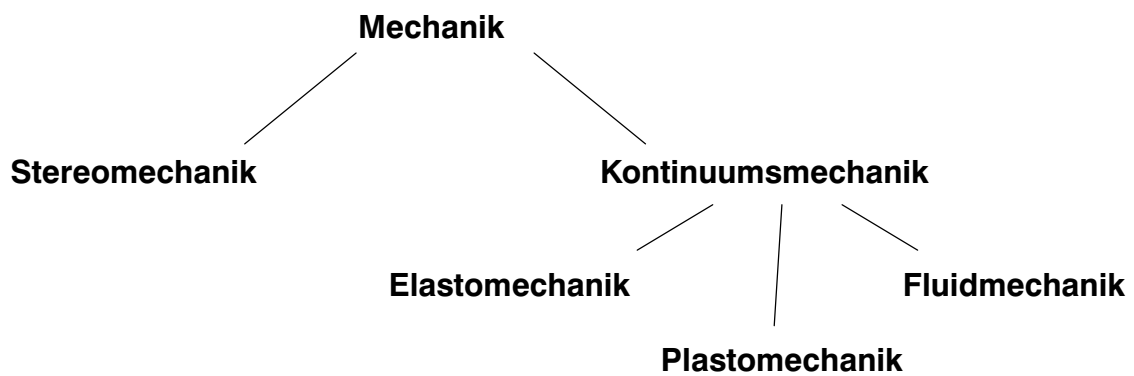 Mechanik
Stereomechanik
Kontinuumsmechanik
Elastomechanik
Fluidmechanik
Plastomechanik